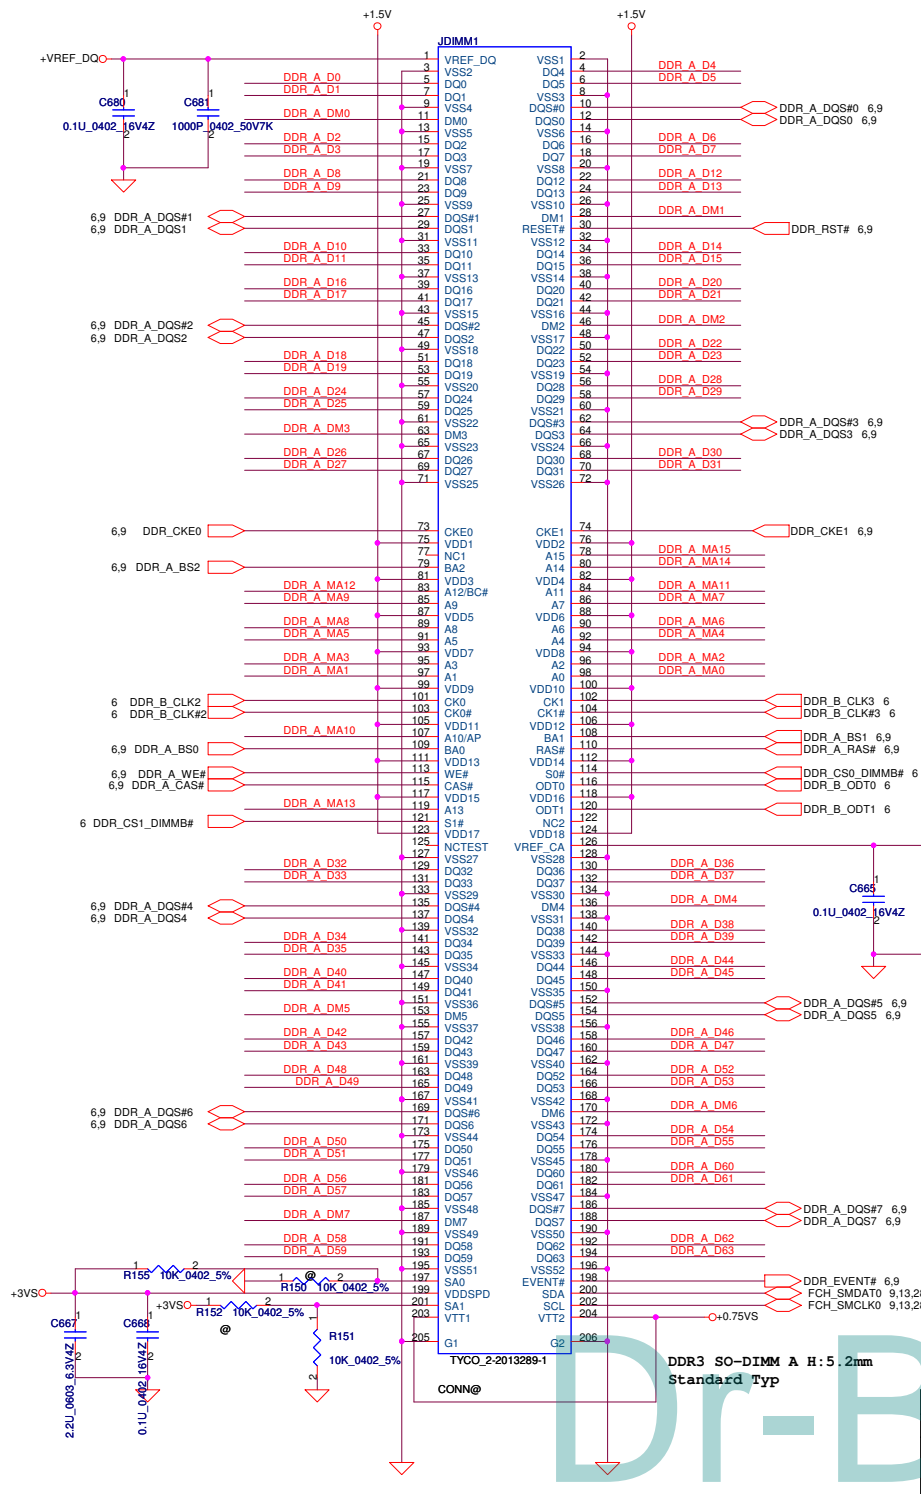 +1.5V +1.5V
JDIMM1
+VREF_DQ 1 VREF_DQ VSS1 2
3 VSS2 DQ4 4 DDR_A_D4
DDR_A_D0 5 DQ0 DQ5 6 DDR_A_D5
DDR_A_D1 7 DQ1 VSS3 8
9 VSS4 DQS#0 10 DDR_A_DQS#0 6,9
DDR_A_DM0 11 DM0 DQS0 12 DDR_A_DQS0 6,9
13 VSS5 VSS6 14
DDR_A_D2 15 DQ2 DQ6 16 DDR_A_D6
DDR_A_D3 17 DQ3 DQ7 18 DDR_A_D7
19 VSS7 VSS8 20
DDR_A_D8 21 DQ8 DQ12 22 DDR_A_D12
DDR_A_D9 23 DQ9 DQ13 24 DDR_A_D13
25 VSS9 VSS10 26
6,9 DDR_A_DQS#1 27 DQS#1 DM1 28 DDR_A_DM1
6,9 DDR_A_DQS1 29 DQS1 RESET# 30 DDR_RST# 6,9
31 VSS11 VSS12 32
DDR_A_D10 33 DQ10 DQ14 34 DDR_A_D14
DDR_A_D11 35 DQ11 DQ15 36 DDR_A_D15
37 VSS13 VSS14 38
DDR_A_D16 39 DQ16 DQ20 40 DDR_A_D20
DDR_A_D17 41 DQ17 DQ21 42 DDR_A_D21
43 VSS15 VSS16 44
6,9 DDR_A_DQS#2 45 DQS#2 DM2 46 DDR_A_DM2
6,9 DDR_A_DQS2 47 DQS2 VSS17 48
49 VSS18 DQ22 50 DDR_A_D22
DDR_A_D18 51 DQ18 DQ23 52 DDR_A_D23
DDR_A_D19 53 DQ19 VSS19 54
55 VSS20 DQ28 56 DDR_A_D28
DDR_A_D24 57 DQ24 DQ29 58 DDR_A_D29
DDR_A_D25 59 DQ25 VSS21 60
61 VSS22 DQS#3 62 DDR_A_DQS#3 6,9
DDR_A_DM3 63 DM3 DQS3 64 DDR_A_DQS3 6,9
65 VSS23 VSS24 66
DDR_A_D26 67 DQ26 DQ30 68 DDR_A_D30
DDR_A_D27 69 DQ27 DQ31 70 DDR_A_D31
71 VSS25 VSS26 72
6,9 DDR_CKE0 73 CKE0 CKE1 74 DDR_CKE1 6,9
75 VDD1 VDD2 76
77 NC1 A15 78 DDR_A_MA15
6,9 DDR_A_BS2 79 BA2 A14 80 DDR_A_MA14
81 VDD3 VDD4 82
DDR_A_MA12 83 A12/BC# A11 84 DDR_A_MA11
DDR_A_MA9 85 A9 A7 86 DDR_A_MA7
87 VDD5 VDD6 88
DDR_A_MA8 89 A8 A6 90 DDR_A_MA6
DDR_A_MA5 91 A5 A4 92 DDR_A_MA4
93 VDD7 VDD8 94
DDR_A_MA3 95 A3 A2 96 DDR_A_MA2
DDR_A_MA1 97 A1 A0 98 DDR_A_MA0
99 VDD9 VDD10 100
6 DDR_B_CLK2 101 CK0 CK1 102 DDR_B_CLK3 6
6 DDR_B_CLK#2 103 CK0# CK1# 104 DDR_B_CLK#3 6
105 VDD11 VDD12 106
DDR_A_MA10 107 A10/AP BA1 108 DDR_A_BS1 6,9
6,9 DDR_A_BS0 109 BA0 RAS# 110 DDR_A_RAS# 6,9
111 VDD13 VDD14 112
6,9 DDR_A_WE# 113 WE# S0# 114 DDR_CS0_DIMMB# 6
6,9 DDR_A_CAS# 115 CAS# ODT0 116 DDR_B_ODT0 6
117 VDD15 VDD16 118
DDR_A_MA13 119 A13 ODT1 120 DDR_B_ODT1 6
6 DDR_CS1_DIMMB# 121 S1# NC2 122
123 VDD17 VDD18 124
125 NCTEST VREF_CA 126
127 VSS27 VSS28 128
DDR_A_D32 129 DQ32 DQ36 130 DDR_A_D36
DDR_A_D33 131 DQ33 DQ37 132 DDR_A_D37
133 VSS29 VSS30 134
6,9 DDR_A_DQS#4 135 DQS#4 DM4 136 DDR_A_DM4
6,9 DDR_A_DQS4 137 DQS4 VSS31 138
139 VSS32 DQ38 140 DDR_A_D38
DDR_A_D34 141 DQ34 DQ39 142 DDR_A_D39
DDR_A_D35 143 DQ35 VSS33 144
145 VSS34 DQ44 146 DDR_A_D44
DDR_A_D40 147 DQ40 DQ45 148 DDR_A_D45
DDR_A_D41 149 DQ41 VSS35 150
151 VSS36 DQS#5 152 DDR_A_DQS#5 6,9
DDR_A_DM5 153 DM5 DQS5 154 DDR_A_DQS5 6,9
155 VSS37 VSS38 156
DDR_A_D42 157 DQ42 DQ46 158 DDR_A_D46
DDR_A_D43 159 DQ43 DQ47 160 DDR_A_D47
161 VSS39 VSS40 162
DDR_A_D48 163 DQ48 DQ52 164 DDR_A_D52
DDR_A_D49 165 DQ49 DQ53 166 DDR_A_D53
167 VSS41 VSS42 168
6,9 DDR_A_DQS#6 169 DQS#6 DM6 170 DDR_A_DM6
6,9 DDR_A_DQS6 171 DQS6 VSS43 172
173 VSS44 DQ54 174 DDR_A_D54
DDR_A_D50 175 DQ50 DQ55 176 DDR_A_D55
DDR_A_D51 177 DQ51 VSS45 178
179 VSS46 DQ60 180 DDR_A_D60
DDR_A_D56 181 DQ56 DQ61 182 DDR_A_D61
DDR_A_D57 183 DQ57 VSS47 184
185 VSS48 DQS#7 186 DDR_A_DQS#7 6,9
DDR_A_DM7 187 DM7 DQS7 188 DDR_A_DQS7 6,9
189 VSS49 VSS50 190
DDR_A_D58 191 DQ58 DQ62 192 DDR_A_D62
DDR_A_D59 193 DQ59 DQ63 194 DDR_A_D63
195 VSS51 VSS52 196
197 SA0 EVENT# 198 DDR_EVENT# 6,9
+3VS 199 VDDSPD SDA 200 FCH_SMDAT0 9,13,28
+3VS 201 SA1 SCL 202 FCH_SMCLK0 9,13,28
203 VTT1 VTT2 204 +0.75VS
205 G1 G2 206
TYCO_2-2013289-1
CONN@
C680 1 2
0.1U_0402_16V4Z
C681 1 2
1000P_0402_50V7K
C665 1 2
0.1U_0402_16V4Z
1 2
R155 10K_0402_5%
@ 1 2
R150 10K_0402_5%
1 2
R152 10K_0402_5%
@
1 R151
10K_0402_5%
2
C667 1 2
2.2U_0603_6.3V4Z
C668 1 2
0.1U_0402_16V4Z
DDR3 SO-DIMM A H:5.2mm
Standard Typ
Dr-B